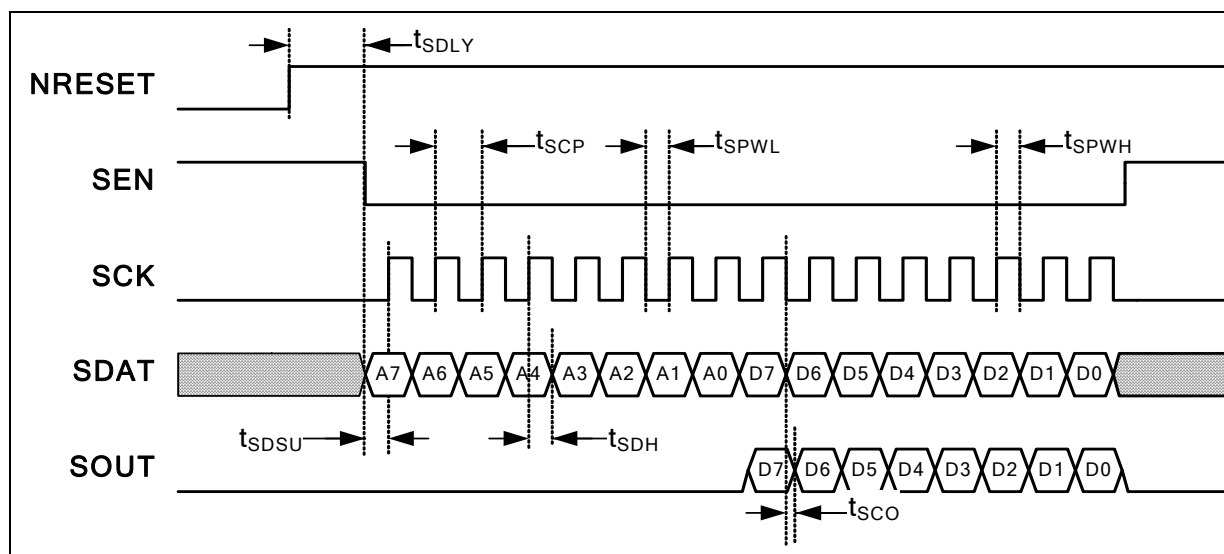 tSDLY
NRESET
tSCP tSPWL tSPWH
SEN
SCK
SDAT A7 A6 A5 A4 A3 A2 A1 A0 D7 D6 D5 D4 D3 D2 D1 D0
tSDSU tSDH
SOUT D7 D6 D5 D4 D3 D2 D1 D0
tSCO